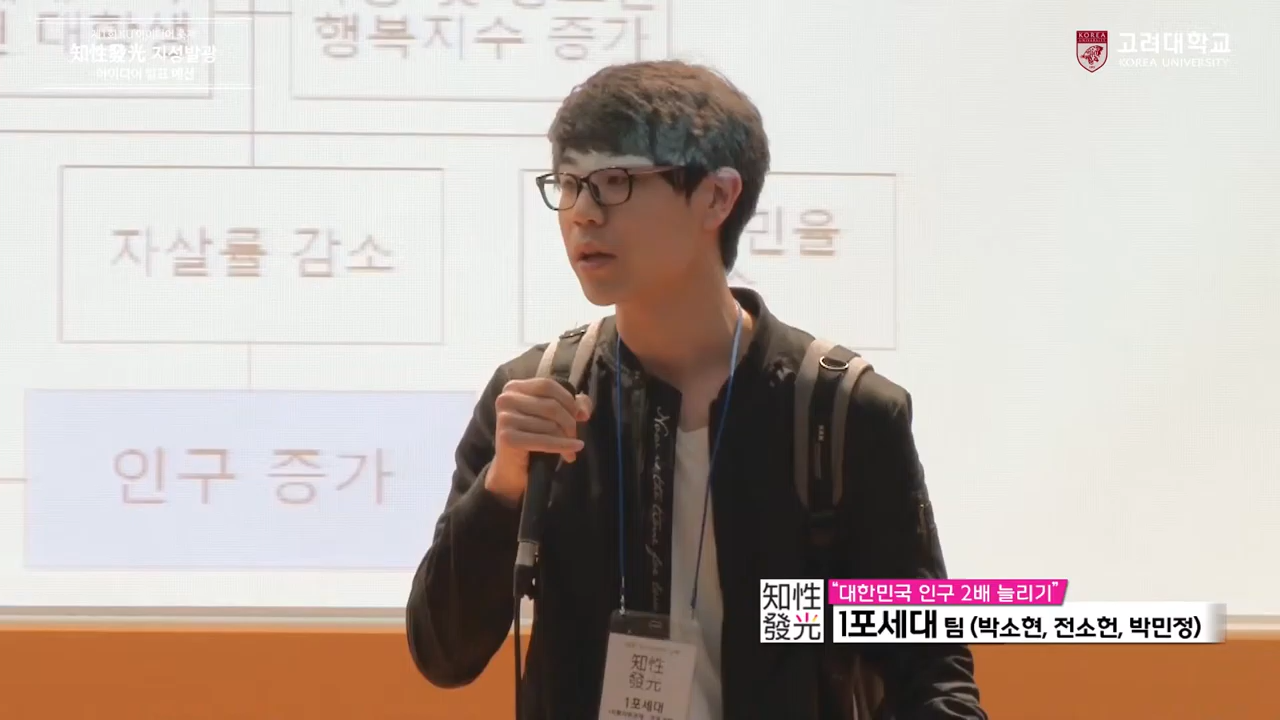 知性發光 지성발광
아이디어 발표 예선
행복지수 증가
KOREA
고려대학교
KOREA UNIVERSITY
자살률 감소
민율
인구 증가
知性
發光
"대한민국 인구 2배 늘리기"
1포세대 팀 (박소현, 전소헌, 박민정)
知性
發光
1포세대